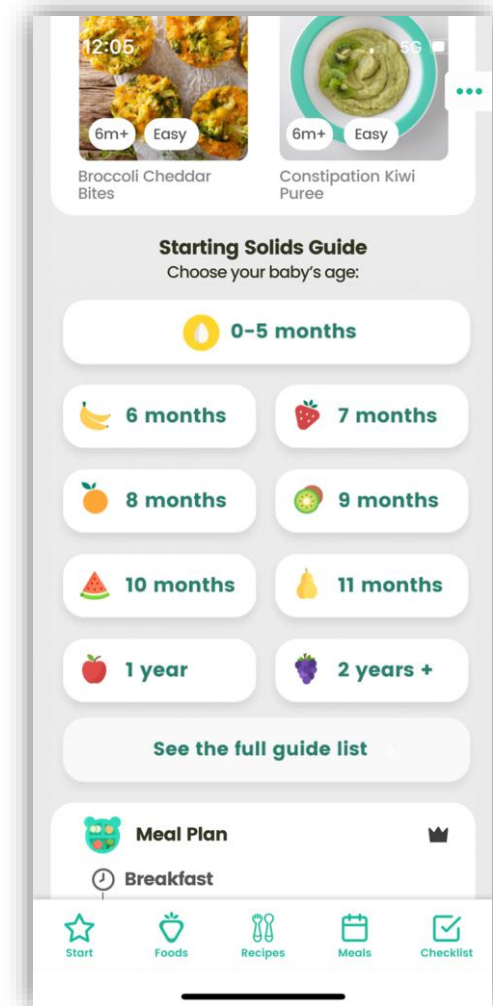 12:05
5G
6m+
Easy
6m+
Easy
Broccoli Cheddar
Bites
Constipation Kiwi
Puree
Starting Solids Guide
Choose your baby's age:
0-5 months
6 months
7 months
8 months
9 months
10 months
11 months
1 year
2 years +
See the full guide list
Meal Plan
Breakfast
Start
Foods
Recipes
Meals
Checklist